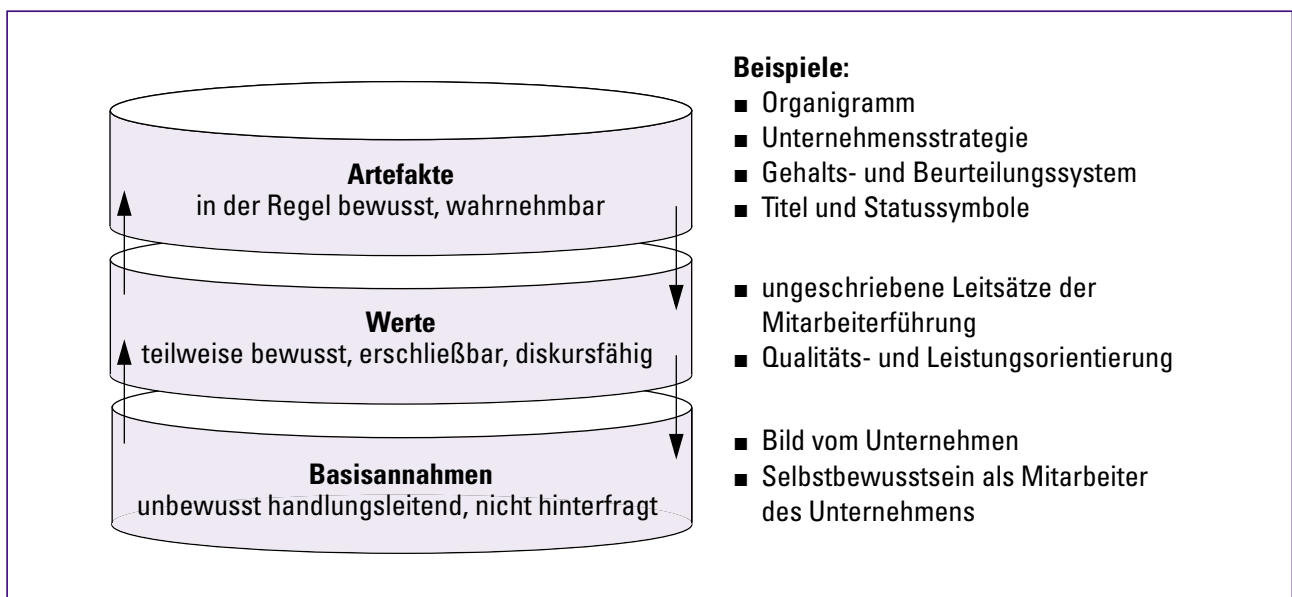 Artefakte
in der Regel bewusst, wahrnehmbar
Werte
teilweise bewusst, erschließbar, diskursfähig
Basisannahmen
unbewusst handlungsleitend, nicht hinterfragt
Beispiele:
■ Organigramm
■ Unternehmensstrategie
■ Gehalts- und Beurteilungssystem
■ Titel und Statussymbole
■ ungeschriebene Leitsätze der
Mitarbeiterführung
■ Qualitäts- und Leistungsorientierung
■ Bild vom Unternehmen
■ Selbstbewusstsein als Mitarbeiter
des Unternehmens